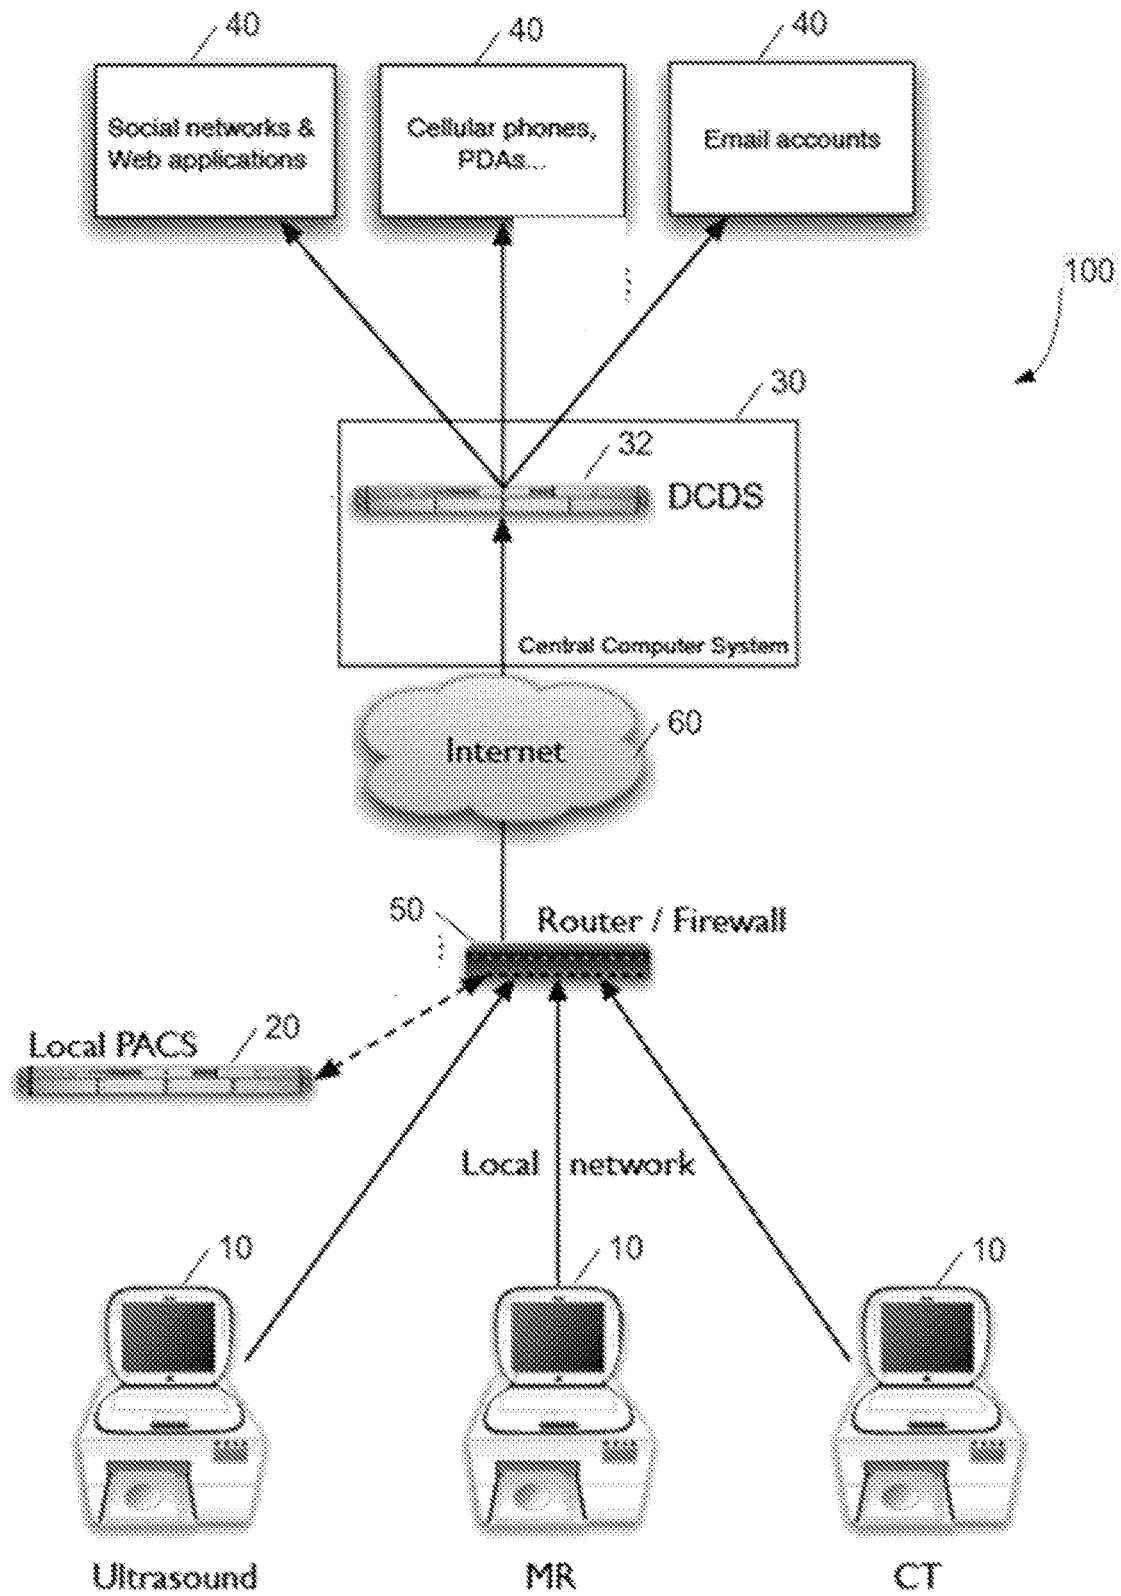 40
40
40
Social networks &
Web applications
Cellular phones,
PDAs...
Email accounts
100
30
32
DCDS
Central Computer System
60
Internet
50
Router / Firewall
20
Local PACS
Local network
10
10
10
Ultrasound
MR
CT